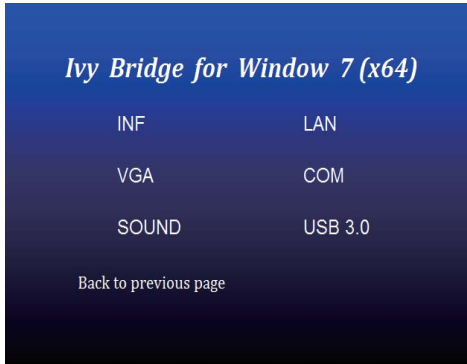 Ivy Bridge for Window 7 (x64)
INF LAN
VGA COM
SOUND USB 3.0
Back to previous page